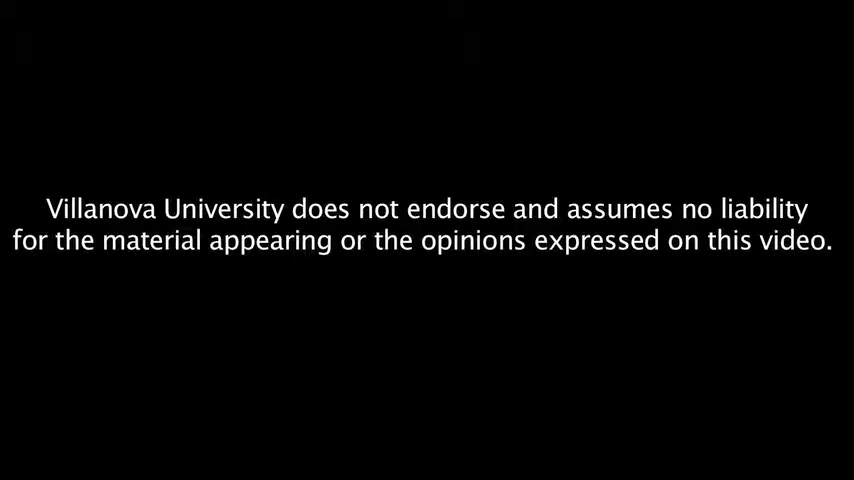 Villanova University does not endorse and assumes no liability
for the material appearing or the opinions expressed on this video.